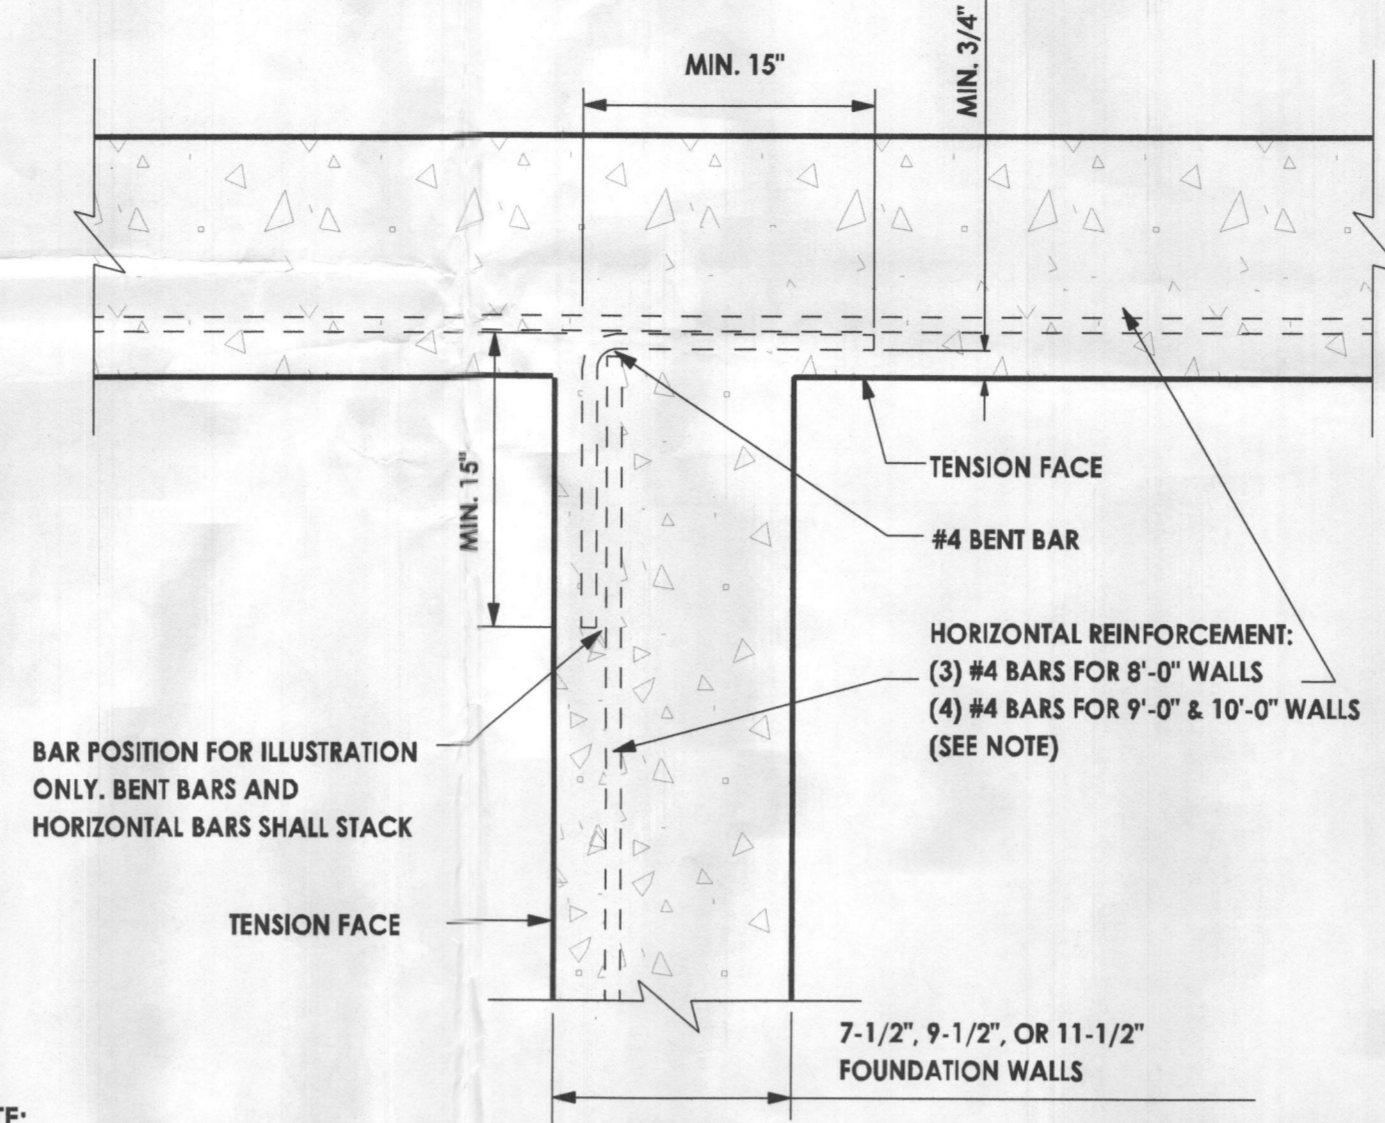 MIN. 15"
MIN. 3/4"
MIN. 15"
TENSION FACE
#4 BENT BAR
HORIZONTAL REINFORCEMENT:
(3) #4 BARS FOR 8'-0" WALLS
(4) #4 BARS FOR 9'-0" & 10'-0" WALLS
(SEE NOTE)
BAR POSITION FOR ILLUSTRATION
ONLY. BENT BARS AND
HORIZONTAL BARS SHALL STACK
TENSION FACE
7-1/2", 9-1/2", OR 11-1/2"
FOUNDATION WALLS